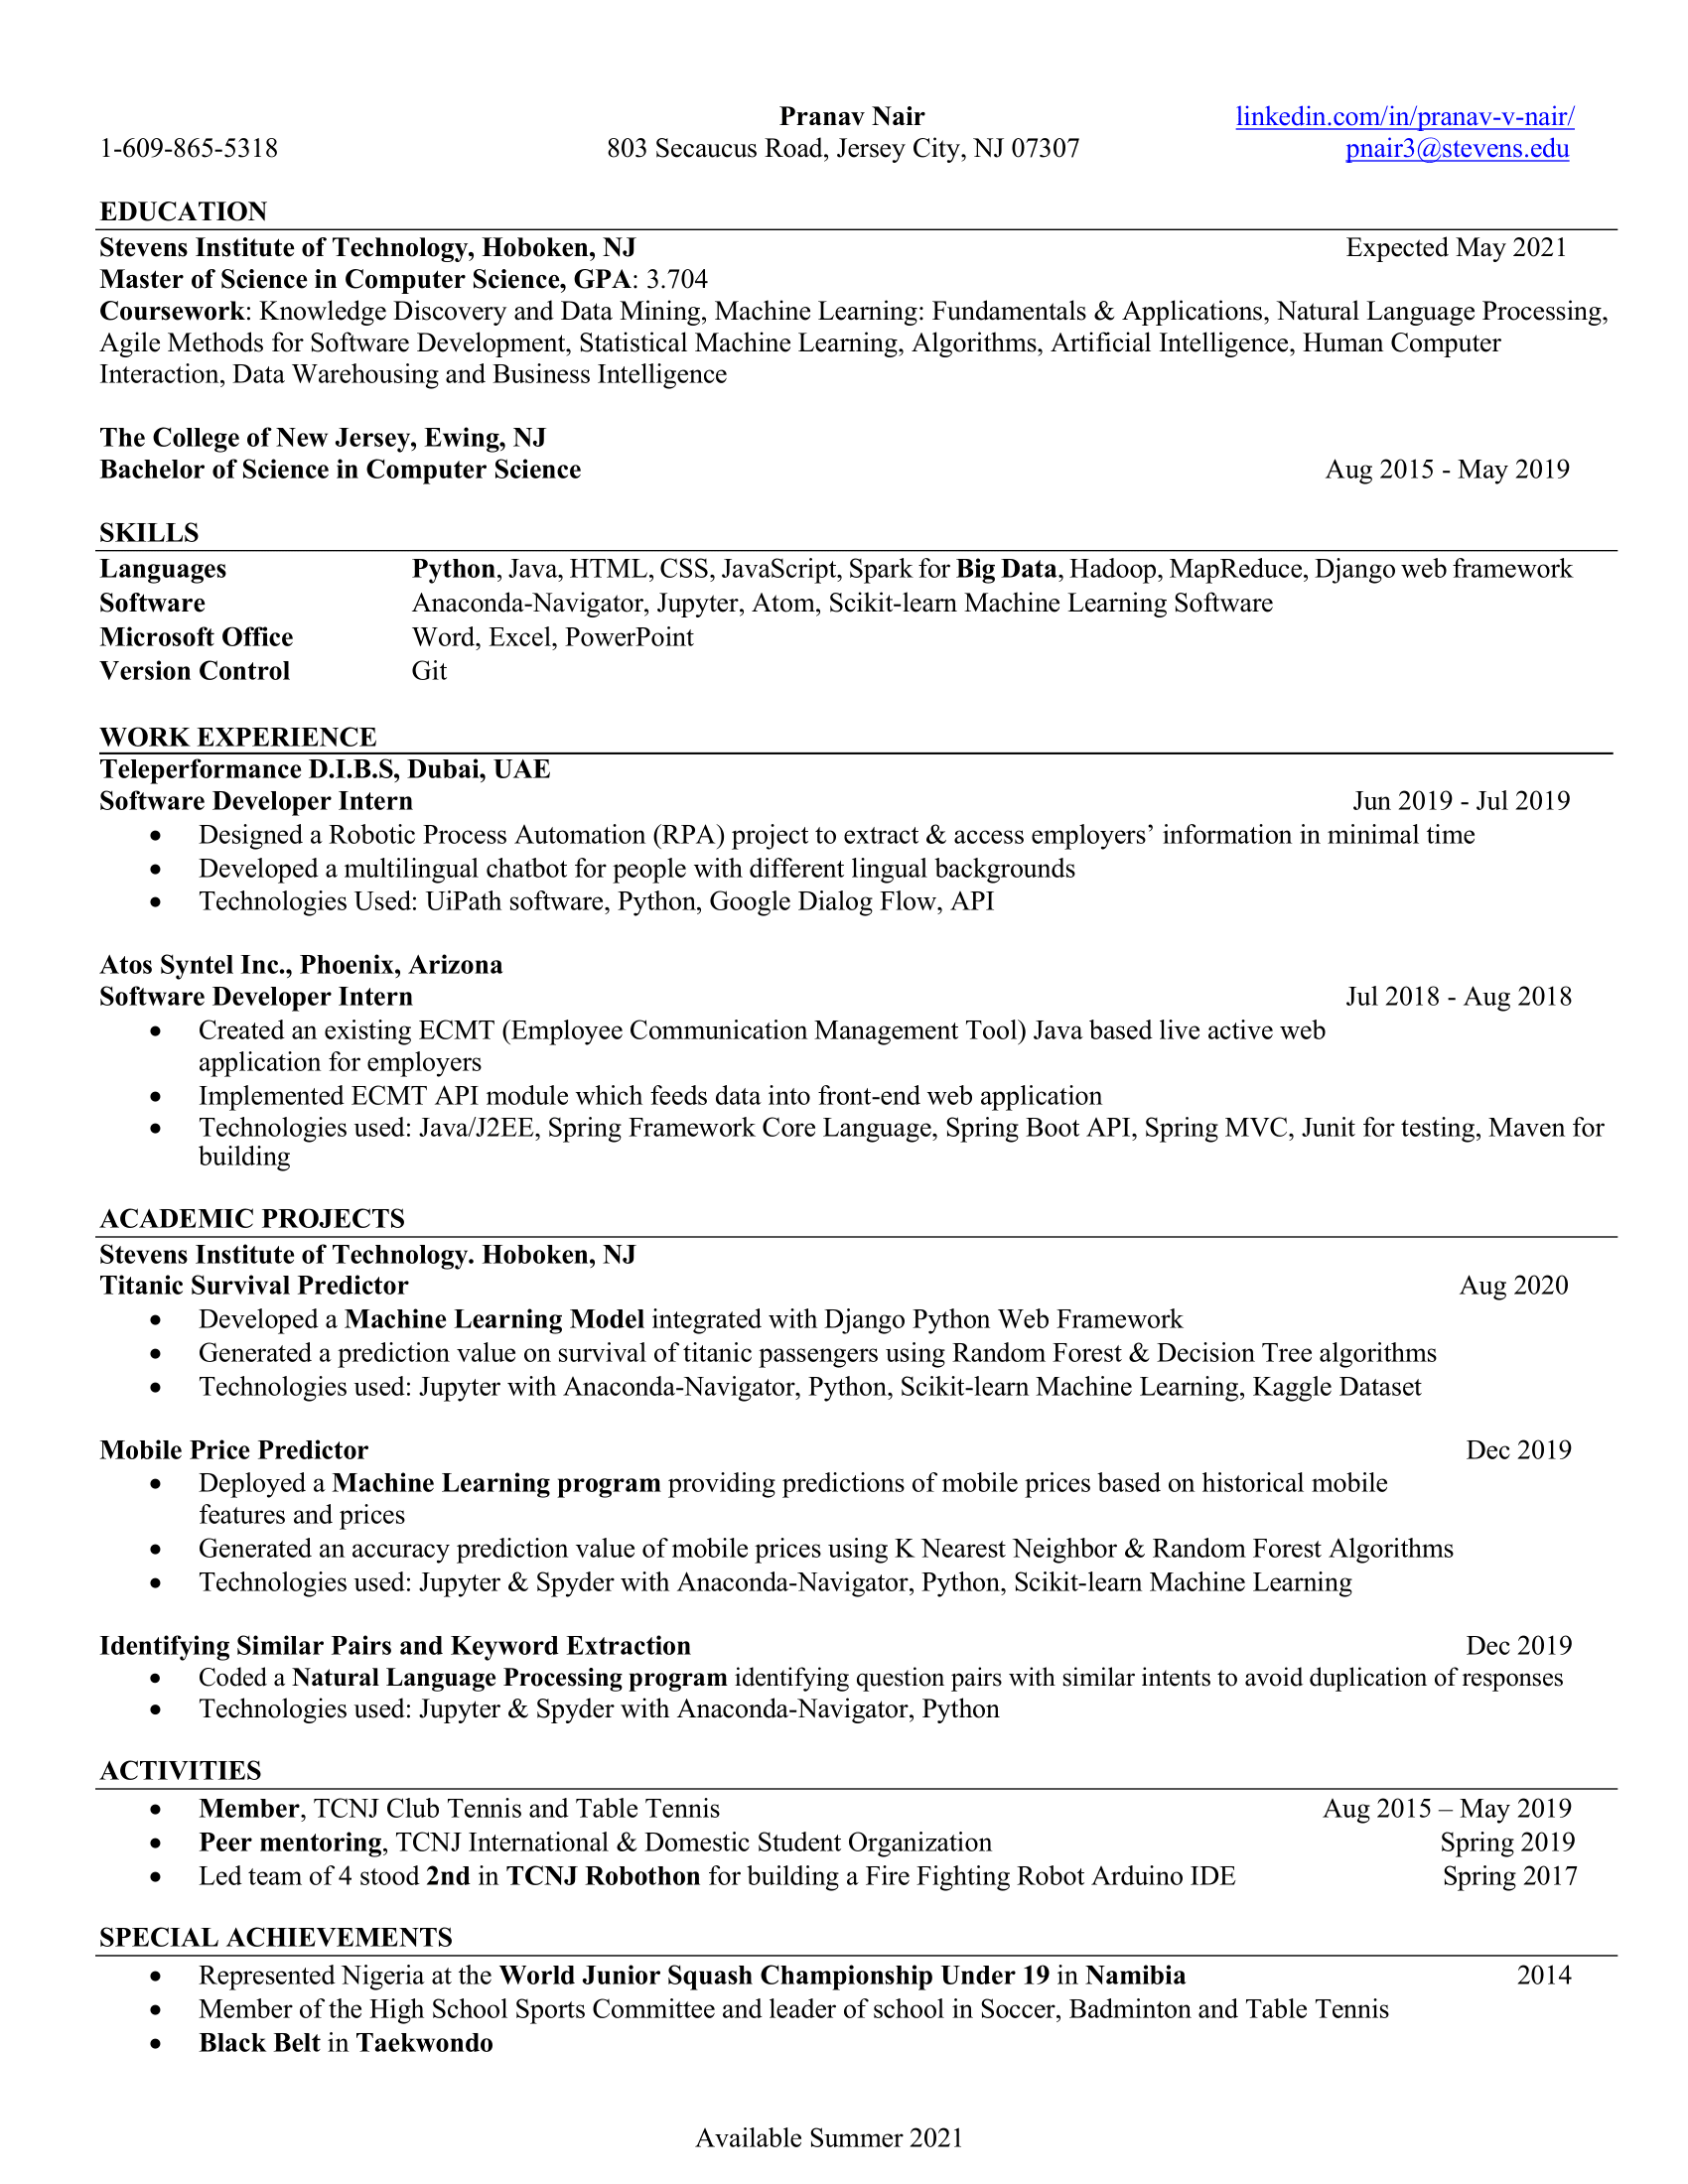 Pranav Nair linkedin.com/in/pranav-v-nair/
1-609-865-5318 803 Secaucus Road, Jersey City, NJ 07307 pnair3@stevens.edu
EDUCATION
Stevens Institute of Technology, Hoboken, NJ Expected May 2021
Master of Science in Computer Science, GPA: 3.704
Coursework: Knowledge Discovery and Data Mining, Machine Learning: Fundamentals & Applications, Natural Language Processing,
Agile Methods for Software Development, Statistical Machine Learning, Algorithms, Artificial Intelligence, Human Computer
Interaction, Data Warehousing and Business Intelligence
The College of New Jersey, Ewing, NJ
Bachelor of Science in Computer Science Aug 2015 - May 2019
SKILLS
Languages Python, Java, HTML, CSS, JavaScript, Spark for Big Data, Hadoop, MapReduce, Django web framework
Software Anaconda-Navigator, Jupyter, Atom, Scikit-learn Machine Learning Software
Microsoft Office Word, Excel, PowerPoint
Version Control Git
WORK EXPERIENCE
Teleperformance D.I.B.S, Dubai, UAE
Software Developer Intern Jun 2019 - Jul 2019
• Designed a Robotic Process Automation (RPA) project to extract & access employers’ information in minimal time
• Developed a multilingual chatbot for people with different lingual backgrounds
• Technologies Used: UiPath software, Python, Google Dialog Flow, API
Atos Syntel Inc., Phoenix, Arizona
Software Developer Intern Jul 2018 - Aug 2018
• Created an existing ECMT (Employee Communication Management Tool) Java based live active web
application for employers
• Implemented ECMT API module which feeds data into front-end web application
• Technologies used: Java/J2EE, Spring Framework Core Language, Spring Boot API, Spring MVC, Junit for testing, Maven for
building
ACADEMIC PROJECTS
Stevens Institute of Technology. Hoboken, NJ
Titanic Survival Predictor Aug 2020
• Developed a Machine Learning Model integrated with Django Python Web Framework
• Generated a prediction value on survival of titanic passengers using Random Forest & Decision Tree algorithms
• Technologies used: Jupyter with Anaconda-Navigator, Python, Scikit-learn Machine Learning, Kaggle Dataset
Mobile Price Predictor Dec 2019
• Deployed a Machine Learning program providing predictions of mobile prices based on historical mobile
features and prices
• Generated an accuracy prediction value of mobile prices using K Nearest Neighbor & Random Forest Algorithms
• Technologies used: Jupyter & Spyder with Anaconda-Navigator, Python, Scikit-learn Machine Learning
Identifying Similar Pairs and Keyword Extraction Dec 2019
• Coded a Natural Language Processing program identifying question pairs with similar intents to avoid duplication of responses
• Technologies used: Jupyter & Spyder with Anaconda-Navigator, Python
ACTIVITIES
• Member, TCNJ Club Tennis and Table Tennis Aug 2015 – May 2019
• Peer mentoring, TCNJ International & Domestic Student Organization Spring 2019
• Led team of 4 stood 2nd in TCNJ Robothon for building a Fire Fighting Robot Arduino IDE Spring 2017
SPECIAL ACHIEVEMENTS
• Represented Nigeria at the World Junior Squash Championship Under 19 in Namibia 2014
• Member of the High School Sports Committee and leader of school in Soccer, Badminton and Table Tennis
• Black Belt in Taekwondo
Available Summer 2021